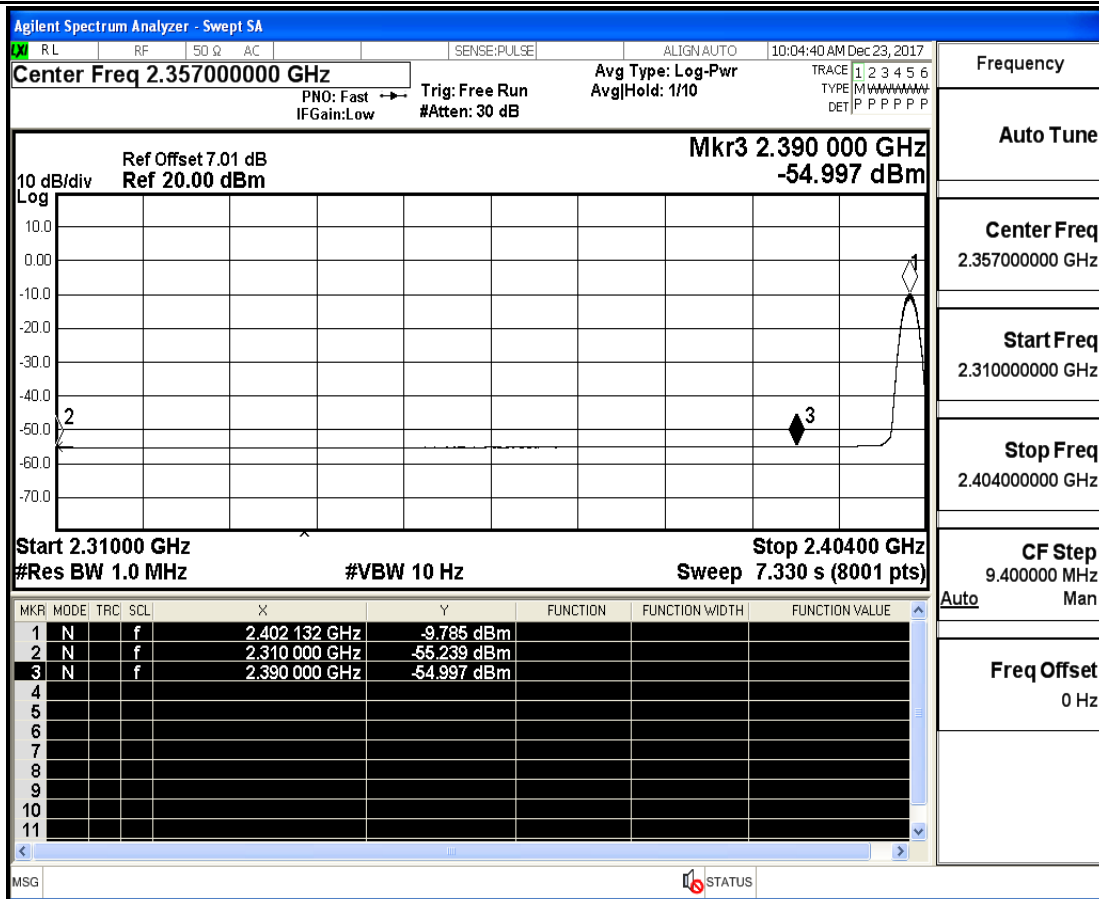 Agilent Spectrum Analyzer - Swept SA
LXI RL RF 50 Ω AC SENSE:PULSE ALIGN AUTO 10:04:40 AM Dec 23, 2017
Center Freq 2.357000000 GHz
PNO: Fast
IFGain:Low
Trig: Free Run
#Atten: 30 dB
Avg Type: Log-Pwr
Avg|Hold: 1/10
TRACE 1 2 3 4 5 6
TYPE M WWWWW
DET P P P P P P
Ref Offset 7.01 dB
Ref 20.00 dBm
10 dB/div
Log
Mkr3 2.390 000 GHz
-54.997 dBm
10.0
0.00
-10.0
-20.0
-30.0
-40.0
-50.0
-60.0
-70.0
1
2
3
Start 2.31000 GHz
Stop 2.40400 GHz
#Res BW 1.0 MHz
#VBW 10 Hz
Sweep 7.330 s (8001 pts)
MKR MODE TRC SCL X Y FUNCTION FUNCTION WIDTH FUNCTION VALUE
1 N f 2.402 132 GHz -9.785 dBm
2 N f 2.310 000 GHz -55.239 dBm
3 N f 2.390 000 GHz -54.997 dBm
4
5
6
7
8
9
10
11
MSG
STATUS
Frequency
Auto Tune
Center Freq
2.357000000 GHz
Start Freq
2.310000000 GHz
Stop Freq
2.404000000 GHz
CF Step
9.400000 MHz
Auto Man
Freq Offset
0 Hz